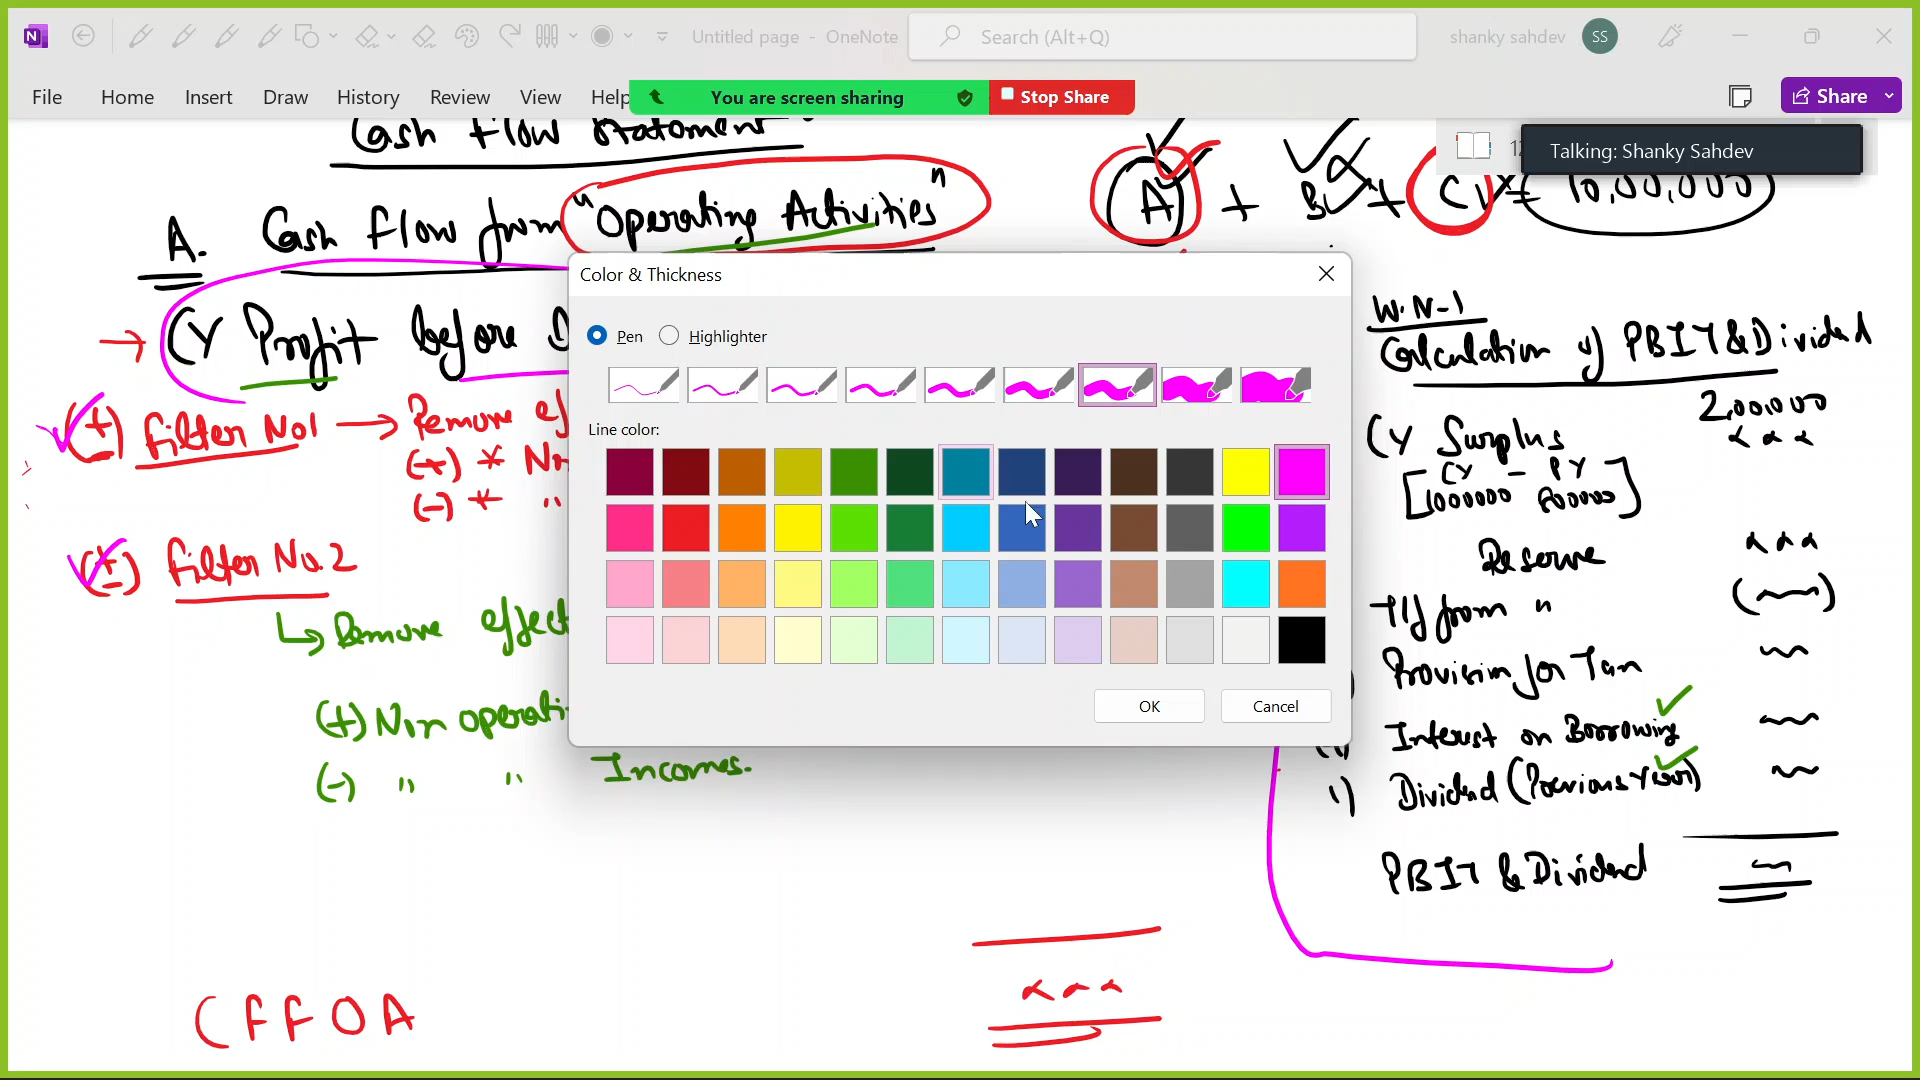 Untitled page - OneNote
Search (Alt+Q)
shanky sahdev
SS
File Home Insert Draw History Review View Help
You are screen sharing
Stop Share
Share
Talking: Shanky Sahdev
Cash Flow Statement
A + B + C = 10,00,000
A. Cash flow from "Operating Activities"
CY Profit before D
(+) Filter No1 → Remove ef
(+) * No
(-) * "
(±) Filter No.2
↳ Remove effect
(+) Non operati
(-) " " Incomes.
CFFOA
Color & Thickness
Pen
Highlighter
Line color:
OK
Cancel
W.N-1
Calculation of PBIT & Dividend
CY Surplus 2,00,000
[CY - PY]
1000000 800000
Reserve
T/f from "
Provision for Tax
Interest on Borrowing
Dividend (Previous Year)
PBIT & Dividend